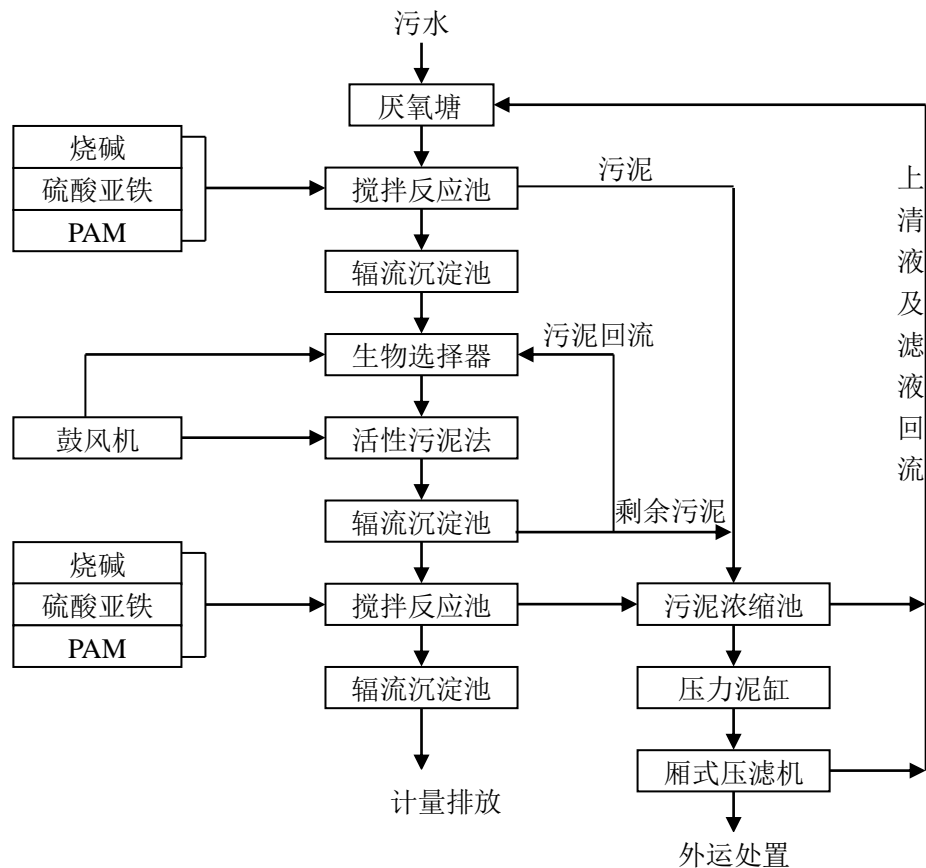 污水
厌氧塘
烧碱
硫酸亚铁
PAM
搅拌反应池
污泥
辐流沉淀池
污泥回流
生物选择器
鼓风机
活性污泥法
辐流沉淀池
剩余污泥
烧碱
硫酸亚铁
PAM
搅拌反应池
污泥浓缩池
辐流沉淀池
压力泥缸
厢式压滤机
计量排放
外运处置
上清液及滤液回流